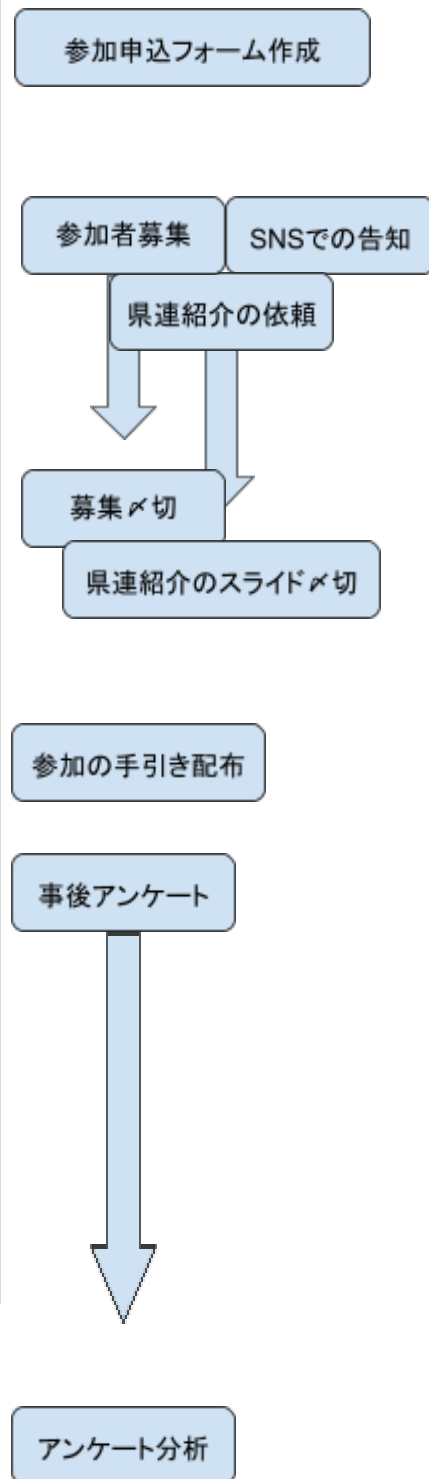 参加申込フォーム作成
参加者募集
SNSでの告知
県連紹介の依頼
募集〆切
県連紹介のスライド〆切
参加の手引き配布
事後アンケート
アンケート分析